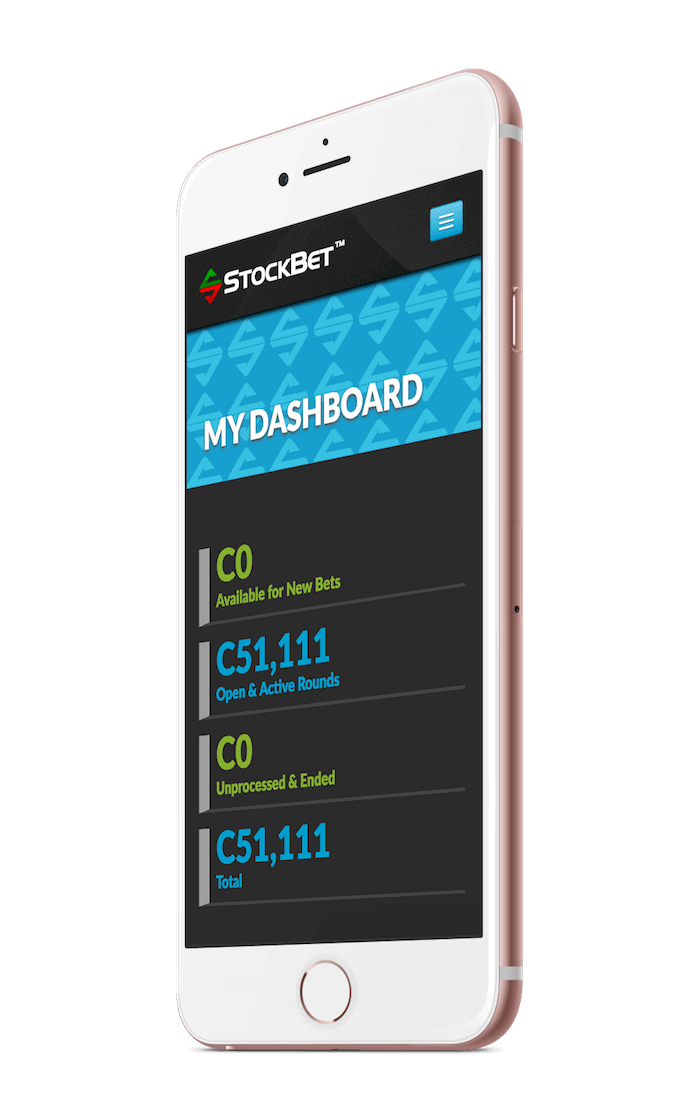 STOCKBET™
MY DASHBOARD
C0
Available for New Bets
C51,111
Open & Active Rounds
C0
Unprocessed & Ended
C51,111
Total